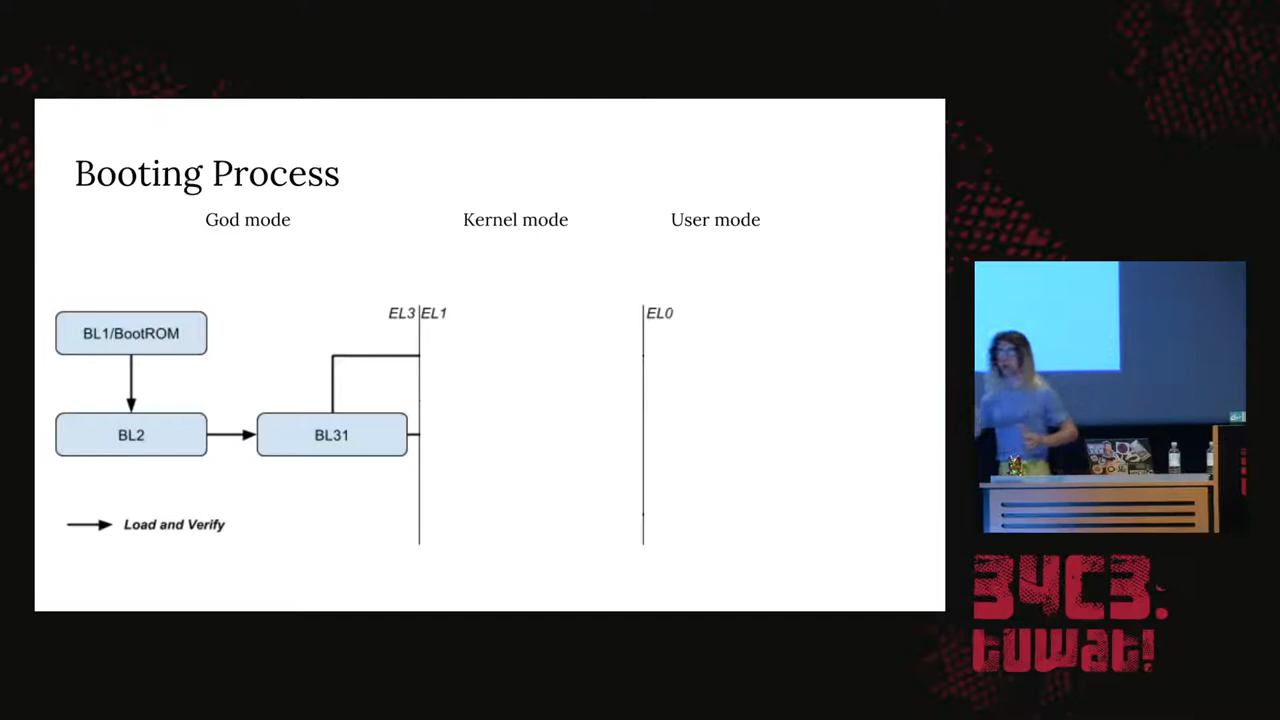 Booting Process
God mode
Kernel mode
User mode
EL3
EL1
EL0
BL1/BootROM
BL2
BL31
Load and Verify
34C3.
tuwat!